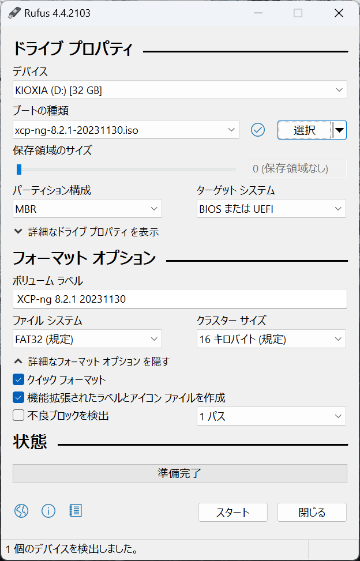 Rufus 4.4.2103
ドライブ プロパティ
デバイス
KIOXIA (D:) [32 GB]
ブートの種類
xcp-ng-8.2.1-20231130.iso
選択
保存領域のサイズ
0 (保存領域なし)
パーティション構成 ターゲット システム
MBR BIOS または UEFI
詳細なドライブ プロパティを表示
フォーマット オプション
ボリューム ラベル
XCP-ng 8.2.1 20231130
ファイル システム クラスター サイズ
FAT32 (規定) 16 キロバイト (規定)
詳細なフォーマット オプションを隠す
クイック フォーマット
機能拡張されたラベルとアイコン ファイルを作成
不良ブロックを検出 1 パス
状態
準備完了
スタート 閉じる
1 個のデバイスを検出しました。